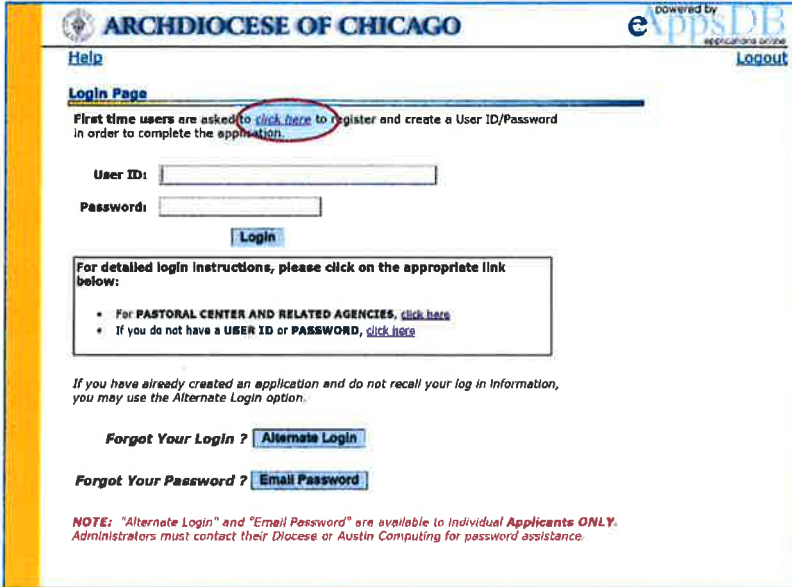 ARCHDIOCESE OF CHICAGO
powered by
eAppsDB
applications online
Help
Logout
Login Page
First time users are asked to click here to register and create a User ID/Password
in order to complete the application.
User ID:
Password:
Login
For detailed login instructions, please click on the appropriate link
below:
• For PASTORAL CENTER AND RELATED AGENCIES, click here
• If you do not have a USER ID or PASSWORD, click here
If you have already created an application and do not recall your log in information,
you may use the Alternate Login option.
Forgot Your Login ? Alternate Login
Forgot Your Password ? Email Password
NOTE: "Alternate Login" and "Email Password" are available to individual Applicants ONLY.
Administrators must contact their Diocese or Austin Computing for password assistance.